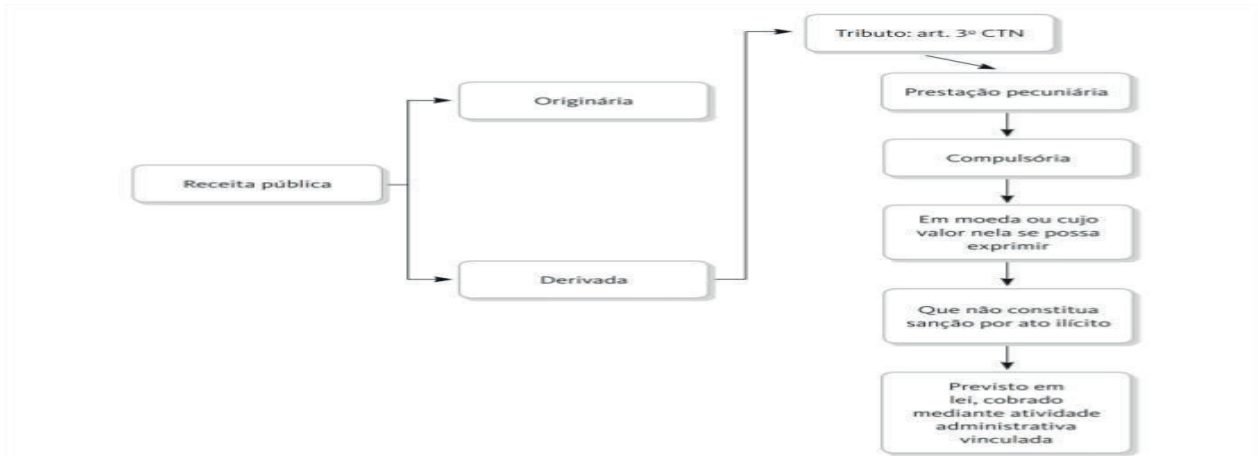 Receita pública
Originária
Derivada
Tributo: art. 3º CTN
Prestação pecuniária
Compulsória
Em moeda ou cujo
valor nela se possa
exprimir
Que não constitua
sanção por ato ilícito
Previsto em
lei, cobrado
mediante atividade
administrativa
vinculada